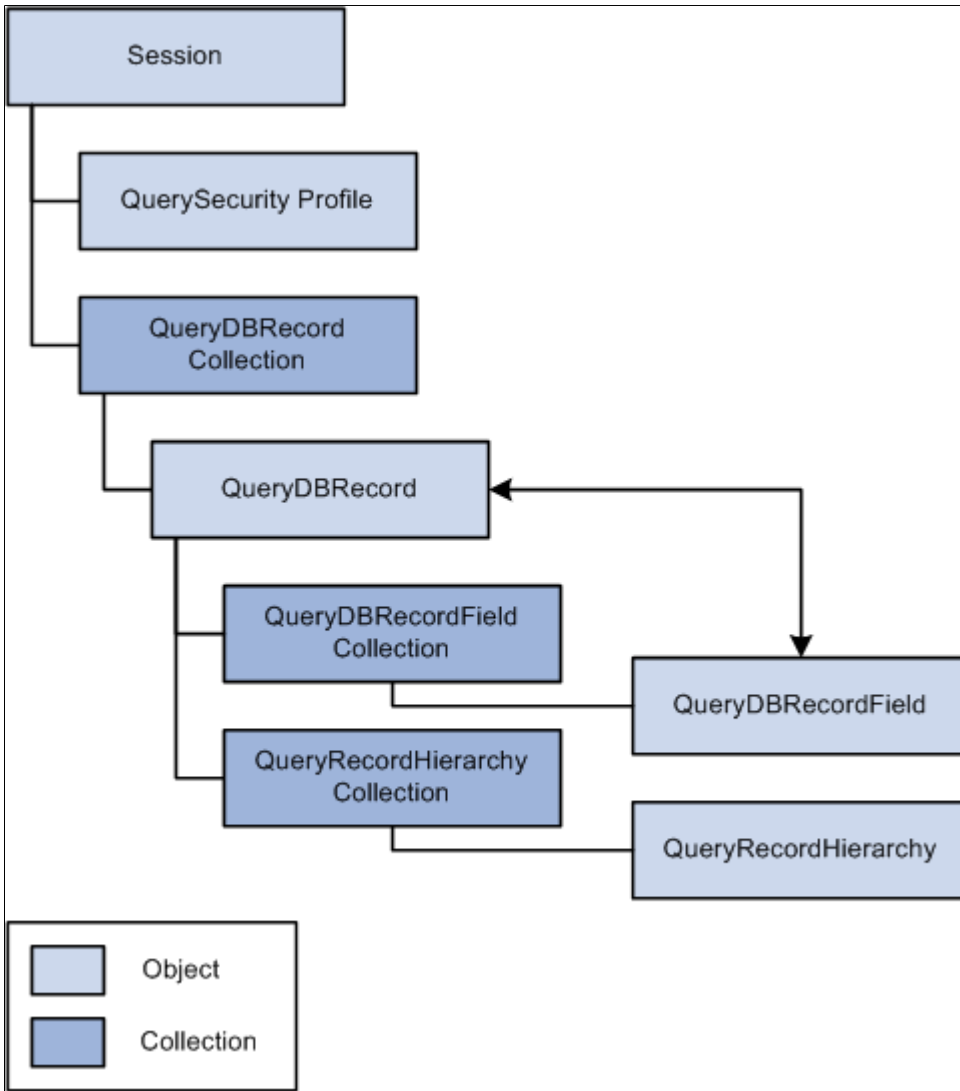 Session
QuerySecurity Profile
QueryDBRecord
Collection
QueryDBRecord
QueryDBRecordField
Collection
QueryDBRecordField
QueryRecordHierarchy
Collection
QueryRecordHierarchy
Object
Collection